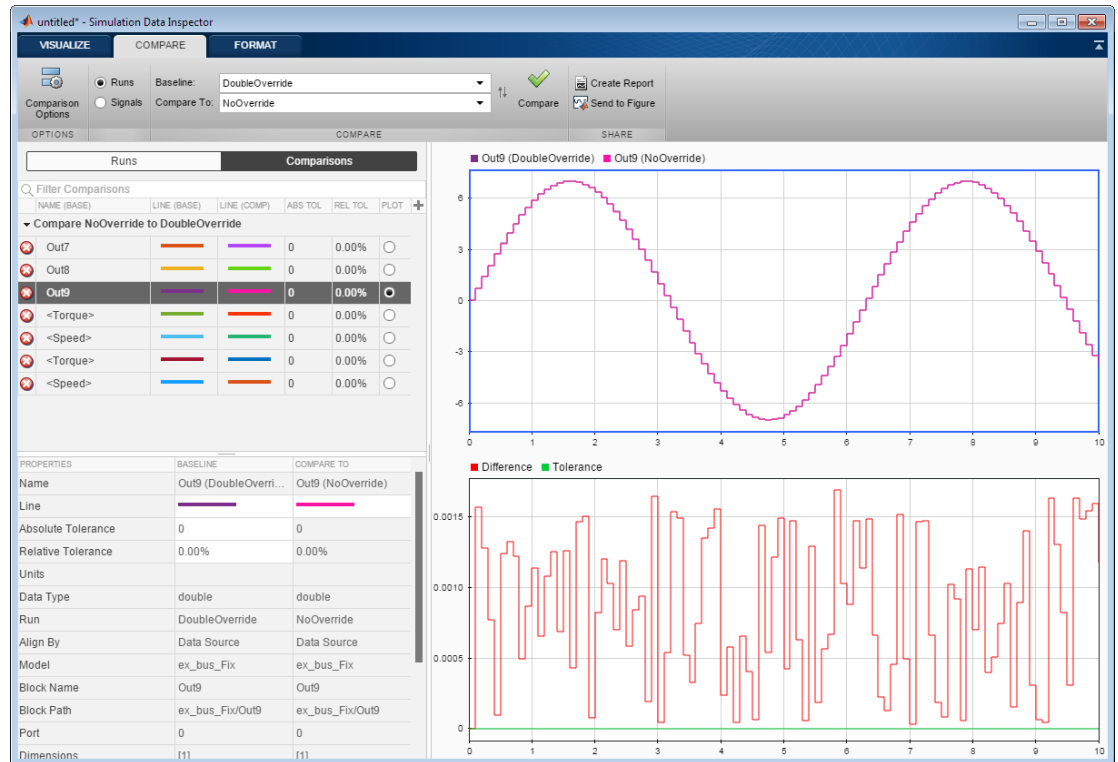 untitled* - Simulation Data Inspector
VISUALIZE COMPARE FORMAT
Comparison Options
Runs
Signals
Baseline: DoubleOverride
Compare To: NoOverride
Compare
Create Report
Send to Figure
OPTIONS COMPARE SHARE
Runs Comparisons
Filter Comparisons
NAME (BASE) LINE (BASE) LINE (COMP) ABS TOL REL TOL PLOT
Compare NoOverride to DoubleOverride
Out7 0 0.00%
Out8 0 0.00%
Out9 0 0.00%
<Torque> 0 0.00%
<Speed> 0 0.00%
<Torque> 0 0.00%
<Speed> 0 0.00%
PROPERTIES BASELINE COMPARE TO
Name Out9 (DoubleOverri... Out9 (NoOverride)
Line
Absolute Tolerance 0 0
Relative Tolerance 0.00% 0.00%
Units
Data Type double double
Run DoubleOverride NoOverride
Align By Data Source Data Source
Model ex_bus_Fix ex_bus_Fix
Block Name Out9 Out9
Block Path ex_bus_Fix/Out9 ex_bus_Fix/Out9
Port 0 0
Dimensions [1] [1]
Out9 (DoubleOverride) Out9 (NoOverride)
6
3
0
-3
-6
0 1 2 3 4 5 6 7 8 9 10
Difference Tolerance
0.0015
0.0010
0.0005
0
0 1 2 3 4 5 6 7 8 9 10